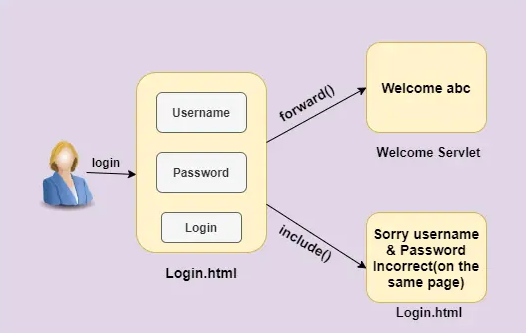 login
Username
Password
Login
Login.html
forward()
Welcome abc
Welcome Servlet
include()
Sorry username
& Password
Incorrect(on the
same page)
Login.html